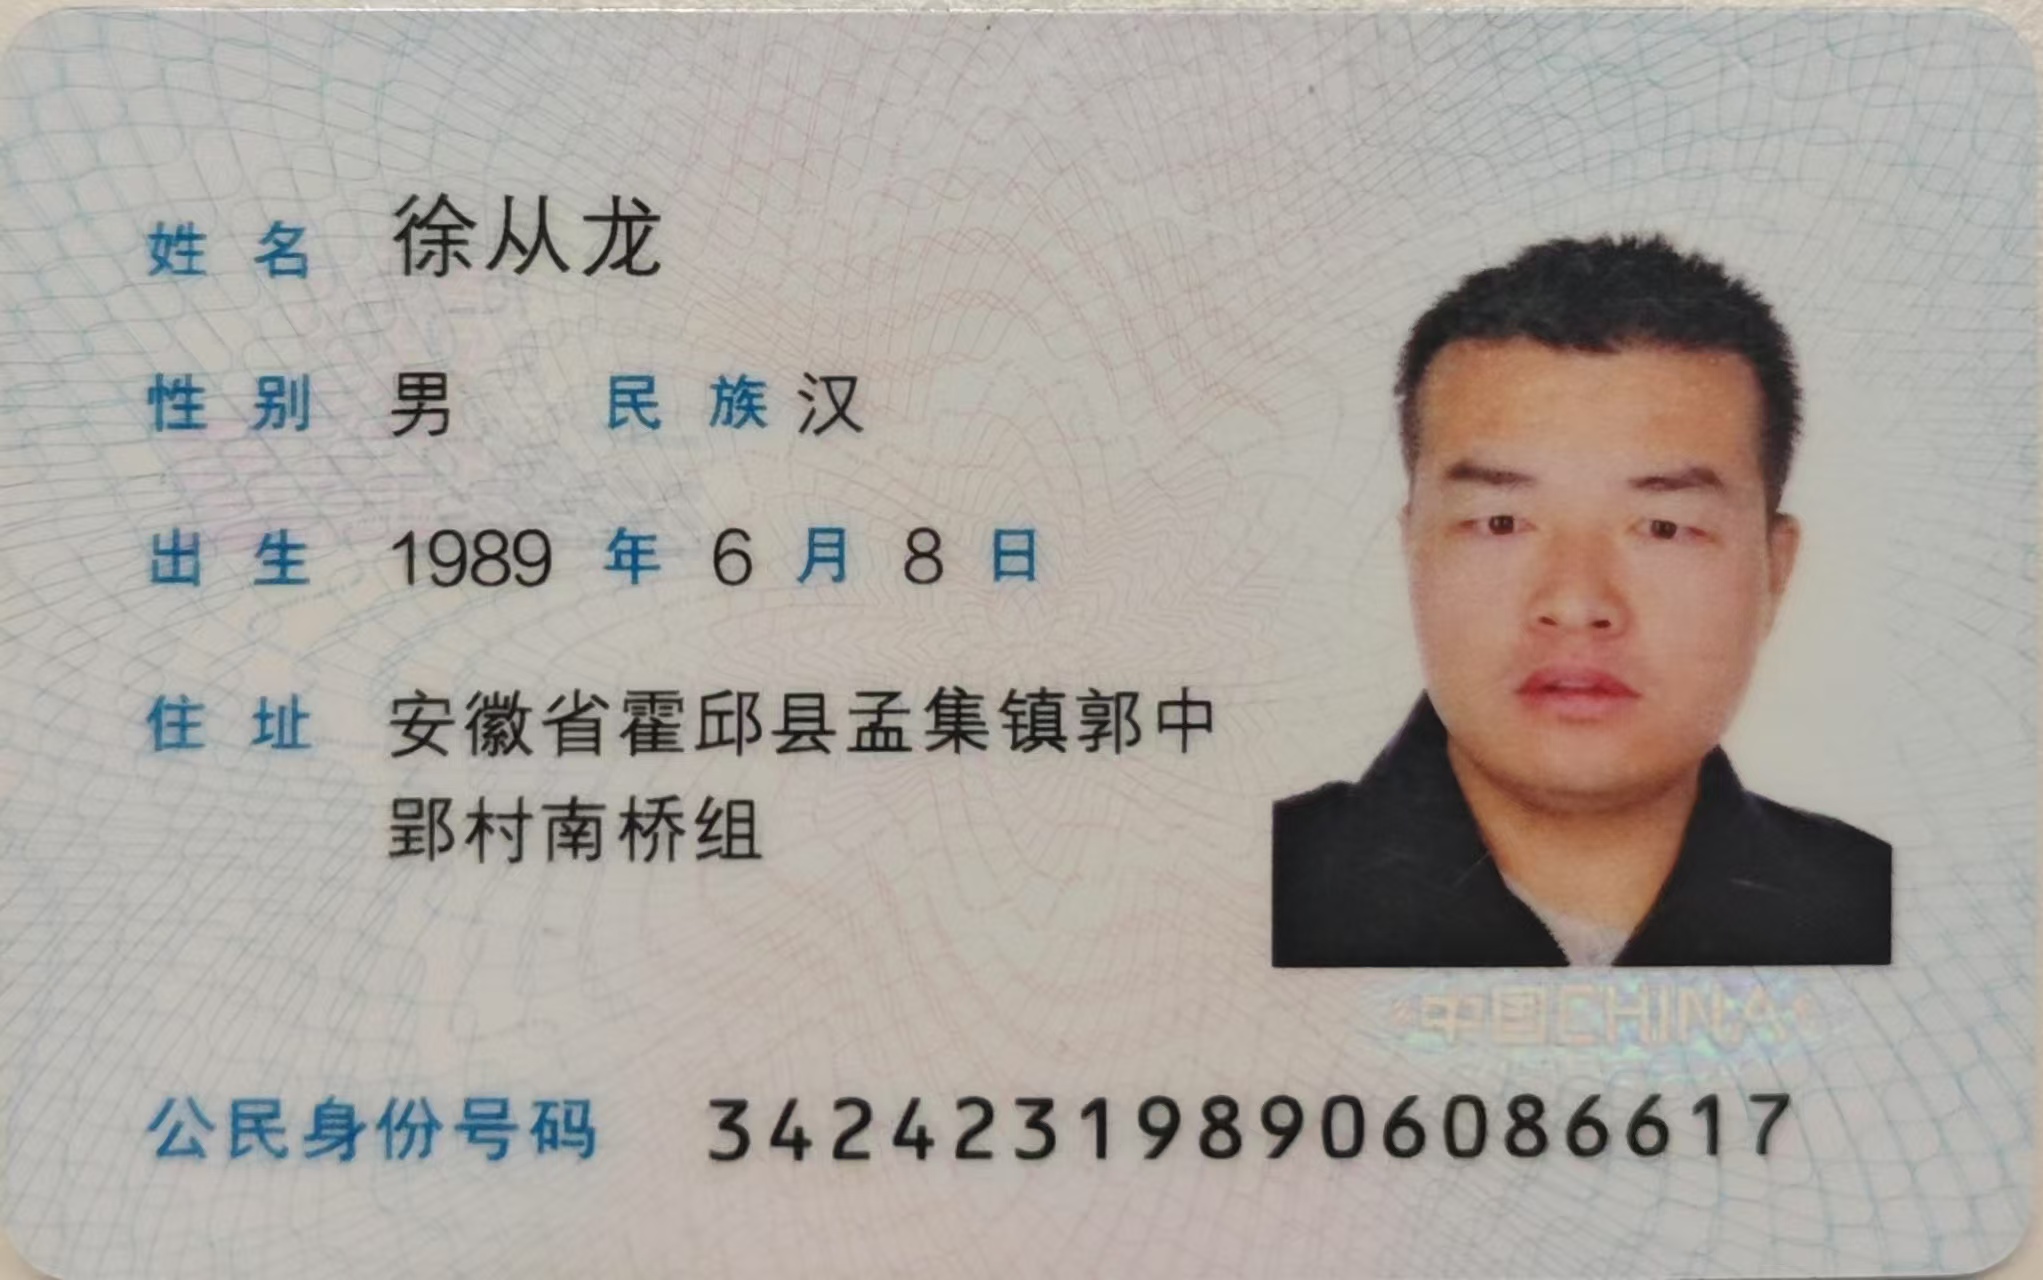 姓名 徐从龙
性别 男 民族 汉
出生 1989 年 6 月 8 日
住址 安徽省霍邱县孟集镇郭中
郢村南桥组
中国CHINA
公民身份号码 342423198906086617